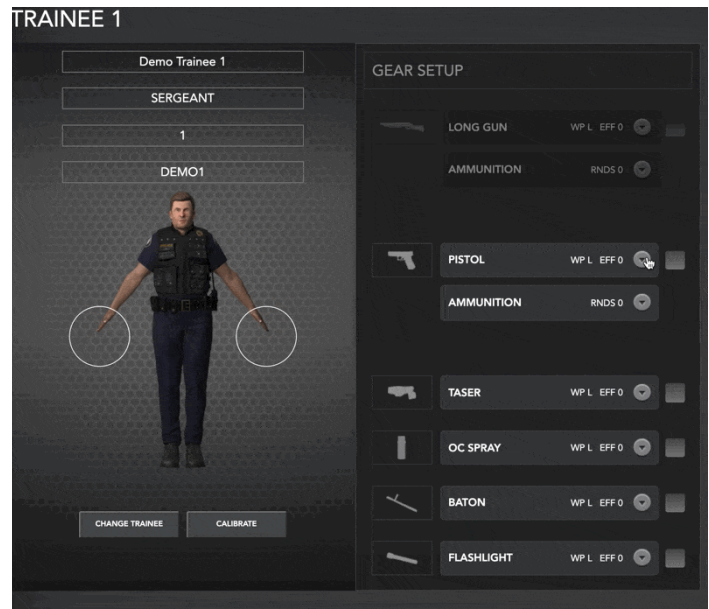 TRAINEE 1
Demo Trainee 1
SERGEANT
1
DEMO1
CHANGE TRAINEE CALIBRATE
GEAR SETUP
LONG GUN WP L EFF 0
AMMUNITION RNDS 0
PISTOL WP L EFF 0
AMMUNITION RNDS 0
TASER WP L EFF 0
OC SPRAY WP L EFF 0
BATON WP L EFF 0
FLASHLIGHT WP L EFF 0